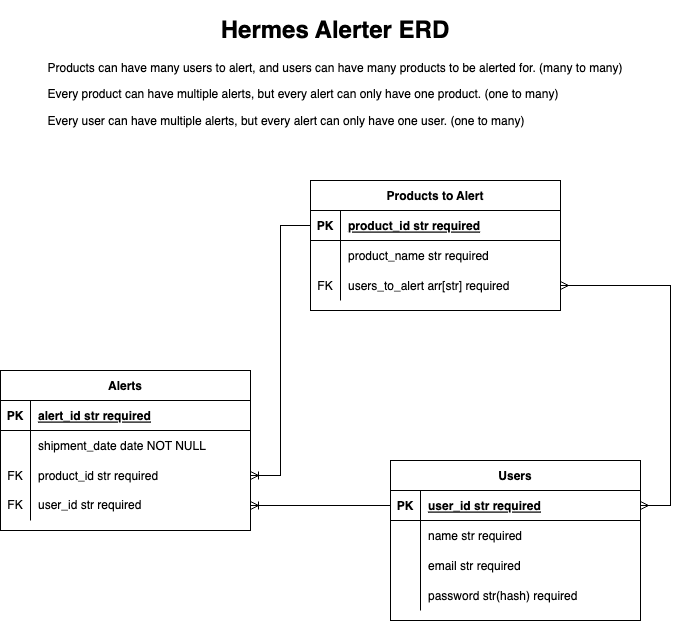 Hermes Alerter ERD
Products can have many users to alert, and users can have many products to be alerted for. (many to many)
Every product can have multiple alerts, but every alert can only have one product. (one to many)
Every user can have multiple alerts, but every alert can only have one user. (one to many)
Products to Alert
PK product_id str required
product_name str required
FK users_to_alert arr[str] required
Alerts
PK alert_id str required
shipment_date date NOT NULL
FK product_id str required
FK user_id str required
Users
PK user_id str required
name str required
email str required
password str(hash) required